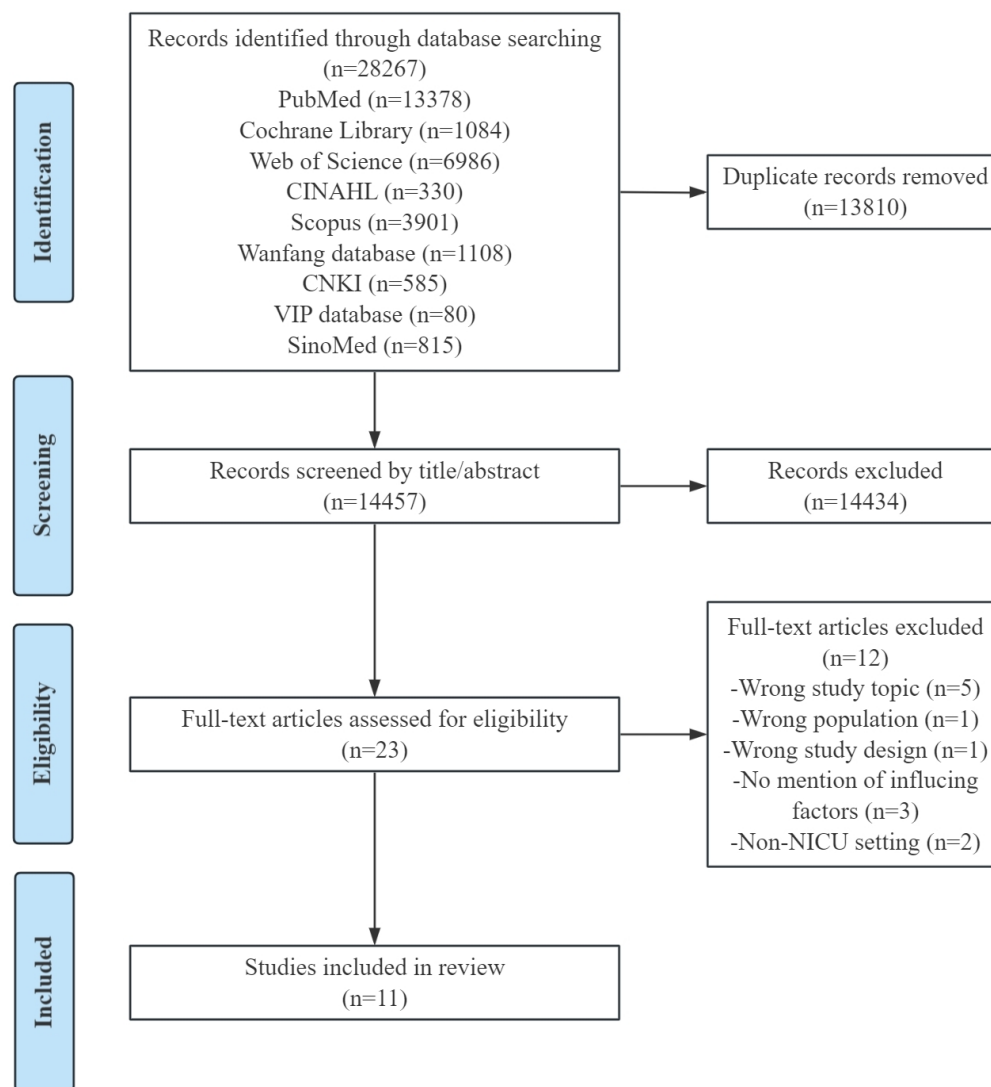 Identification
Records identified through database searching
(n=28267)
PubMed (n=13378)
Cochrane Library (n=1084)
Web of Science (n=6986)
CINAHL (n=330)
Scopus (n=3901)
Wanfang database (n=1108)
CNKI (n=585)
VIP database (n=80)
SinoMed (n=815)
Duplicate records removed
(n=13810)
Screening
Records screened by title/abstract
(n=14457)
Records excluded
(n=14434)
Eligibility
Full-text articles assessed for eligibility
(n=23)
Full-text articles excluded
(n=12)
-Wrong study topic (n=5)
-Wrong population (n=1)
-Wrong study design (n=1)
-No mention of influcing
factors (n=3)
-Non-NICU setting (n=2)
Included
Studies included in review
(n=11)